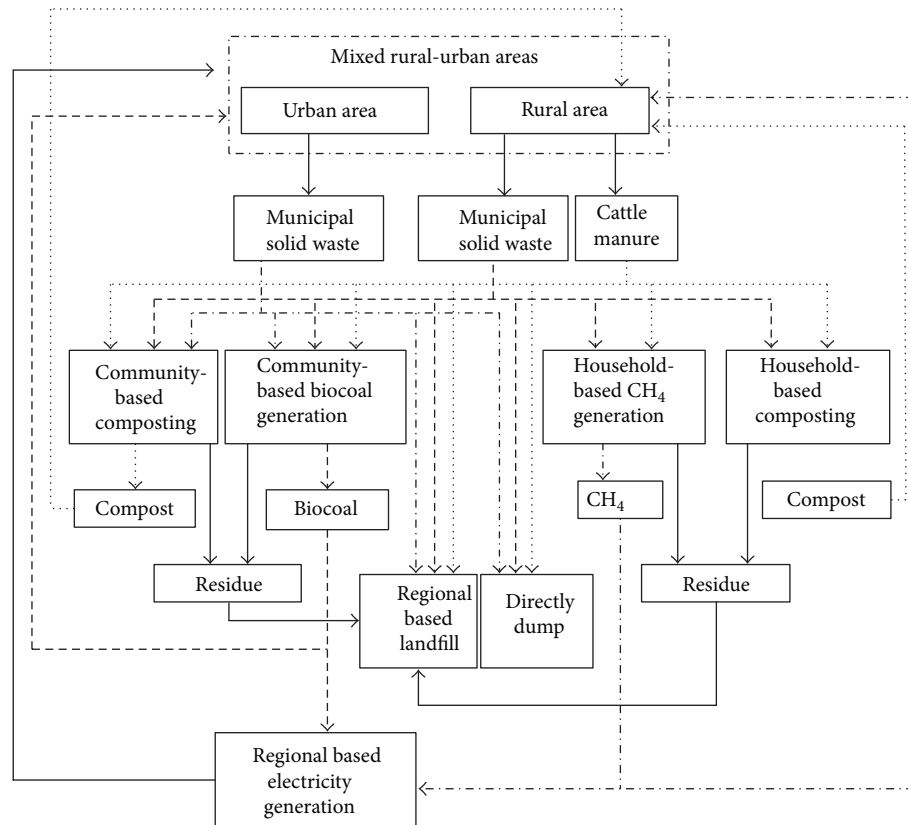 Mixed rural-urban areas
Urban area
Rural area
Municipal
solid waste
Municipal
solid waste
Cattle
manure
Community-
based
composting
Community-
based biocoal
generation
Household-
based CH₄
generation
Household-
based
composting
Compost
Biocoal
CH₄
Compost
Residue
Regional
based
landfill
Directly
dump
Residue
Regional based
electricity
generation